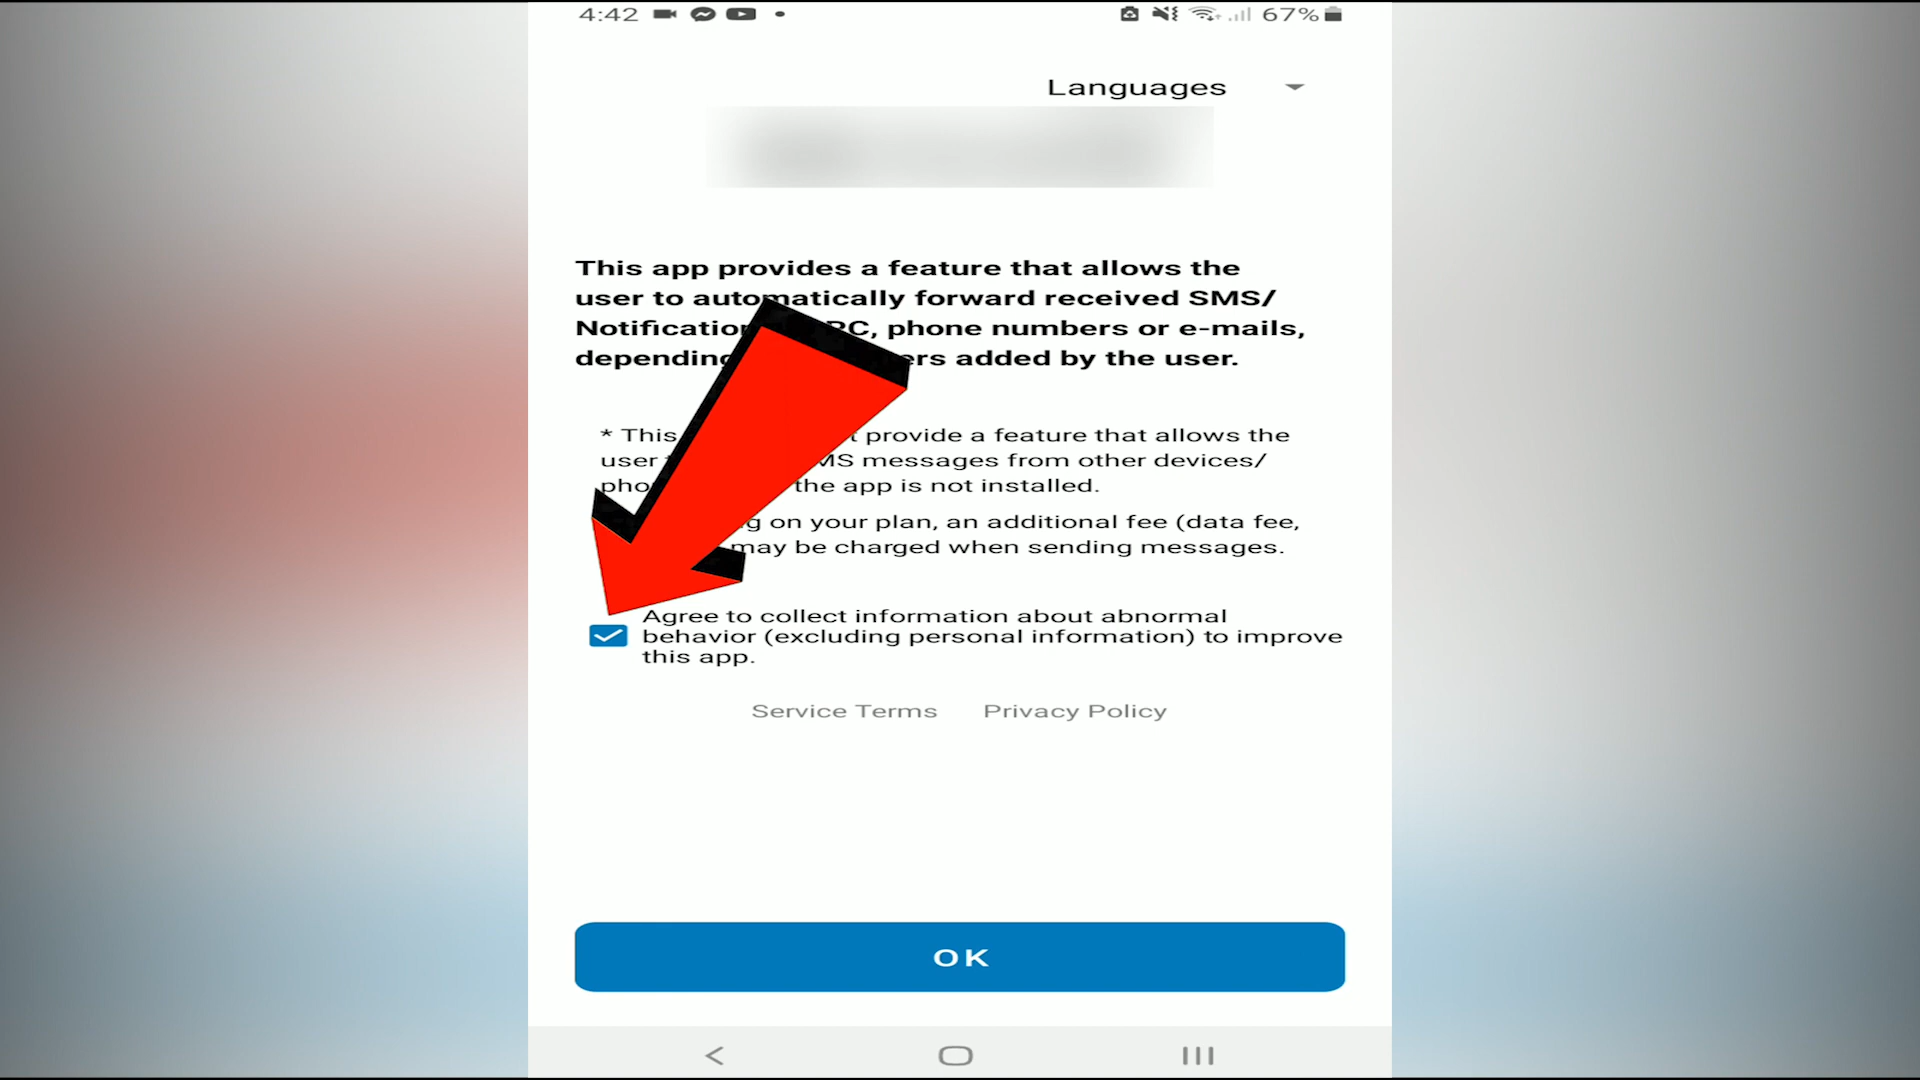 4:42 67%
Languages
This app provides a feature that allows the
user to automatically forward received SMS/
Notification PC, phone numbers or e-mails,
depending added by the user.
* This provide a feature that allows the
user messages from other devices/
the app is not installed.
on your plan, an additional fee (data fee,
may be charged when sending messages.
Agree to collect information about abnormal
behavior (excluding personal information) to improve
this app.
Service Terms Privacy Policy
OK